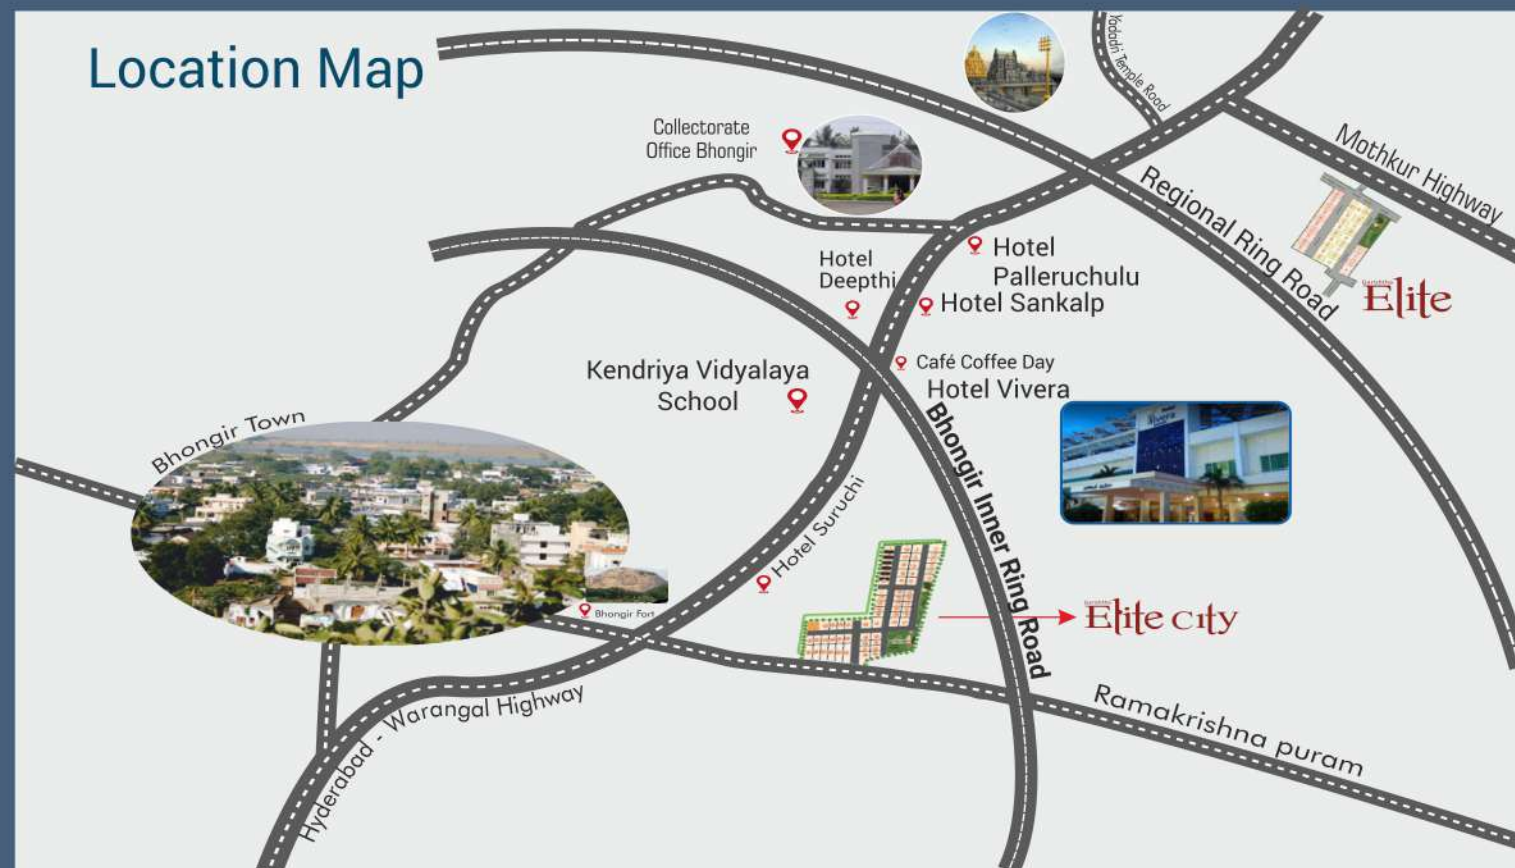 Location Map
Yadadri Temple Road
Collectorate
Office Bhongir
Mothkur Highway
Regional Ring Road
Hotel
Palleruchulu
Hotel
Deepthi
Hotel Sankalp
Elite
Café Coffee Day
Hotel Vivera
Kendriya Vidyalaya
School
Bhongir Town
Bhongir Inner Ring Road
Hotel Suruchi
Bhongir Fort
Elite city
Hyderabad - Warangal Highway
Ramakrishna puram